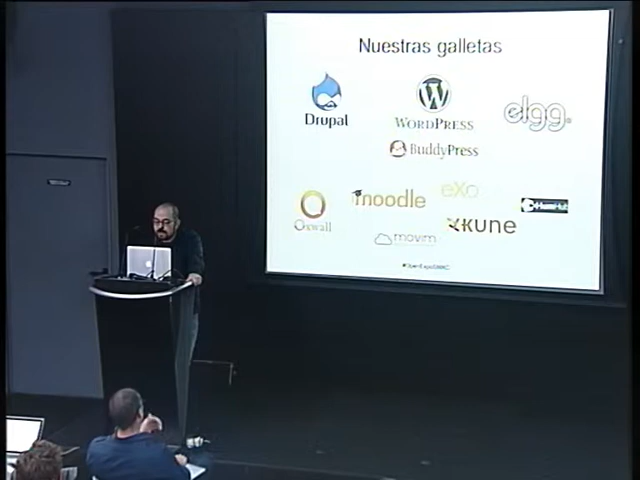 Nuestras galletas
Drupal
WORDPRESS
elgg
BuddyPress
Oxwall
moodle
eXo
kune
movim